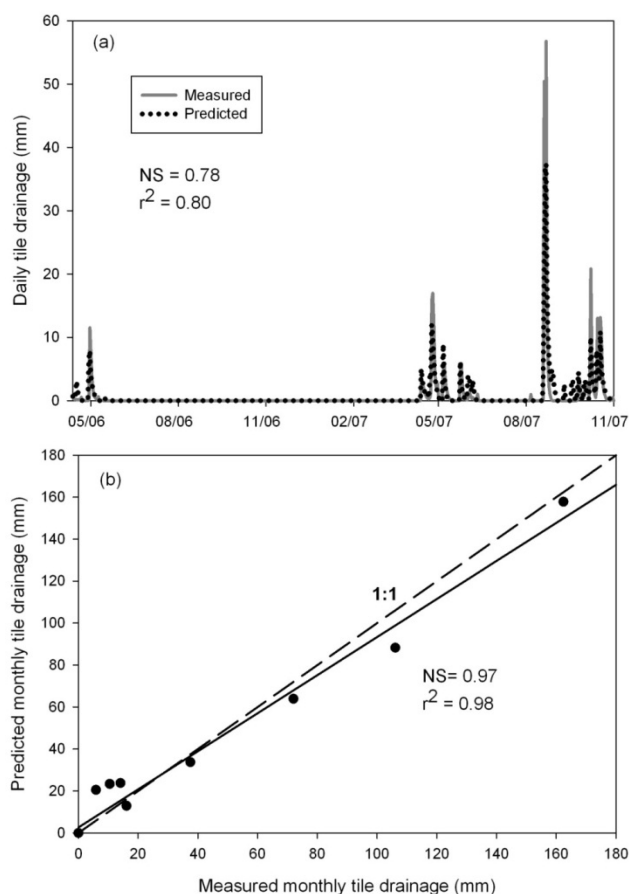 (a)
Measured
Predicted
NS = 0.78
r² = 0.80
Daily tile drainage (mm)
60
50
40
30
20
10
0
05/06 08/06 11/06 02/07 05/07 08/07 11/07
(b)
1:1
NS= 0.97
r² = 0.98
Predicted monthly tile drainage (mm)
180
160
140
120
100
80
60
40
20
0
0 20 40 60 80 100 120 140 160 180
Measured monthly tile drainage (mm)